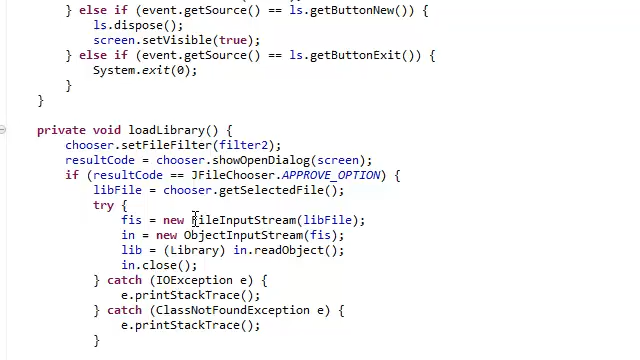 } else if (event.getSource() == ls.getButtonNew()) {
ls.dispose();
screen.setVisible(true);
} else if (event.getSource() == ls.getButtonExit()) {
System.exit(0);
}
}
private void loadLibrary() {
chooser.setFileFilter(filter2);
resultCode = chooser.showOpenDialog(screen);
if (resultCode == JFileChooser.APPROVE_OPTION) {
libFile = chooser.getSelectedFile();
try {
fis = new FileInputStream(libFile);
in = new ObjectInputStream(fis);
lib = (Library) in.readObject();
in.close();
} catch (IOException e) {
e.printStackTrace();
} catch (ClassNotFoundException e) {
e.printStackTrace();
}